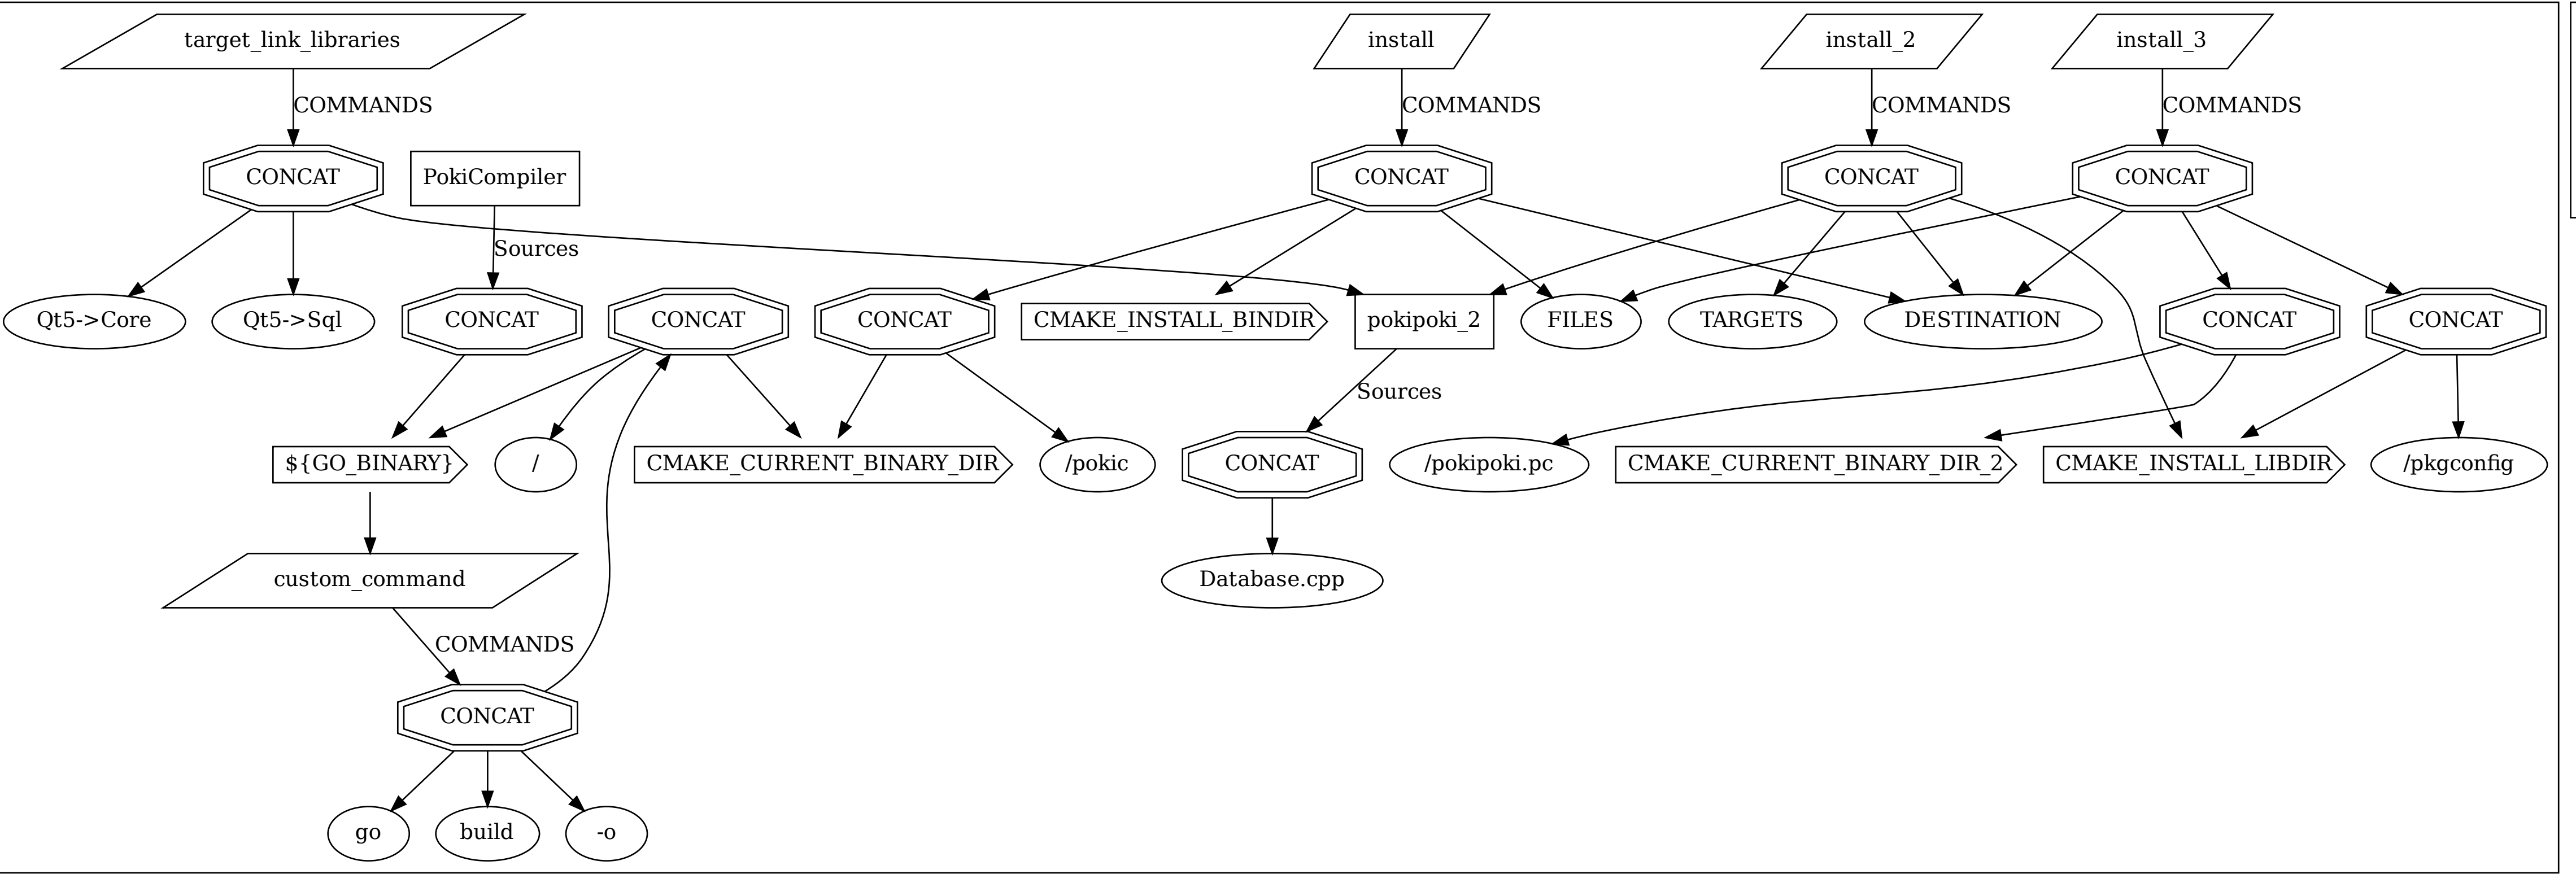 target_link_libraries
install
install_2
install_3
COMMANDS
COMMANDS
COMMANDS
COMMANDS
CONCAT
PokiCompiler
CONCAT
CONCAT
CONCAT
Sources
Qt5->Core
Qt5->Sql
CONCAT
CONCAT
CONCAT
CMAKE_INSTALL_BINDIR
pokipoki_2
FILES
TARGETS
DESTINATION
CONCAT
CONCAT
Sources
${GO_BINARY}
/
CMAKE_CURRENT_BINARY_DIR
/pokic
CONCAT
/pokipoki.pc
CMAKE_CURRENT_BINARY_DIR_2
CMAKE_INSTALL_LIBDIR
/pkgconfig
custom_command
Database.cpp
COMMANDS
CONCAT
go
build
-o